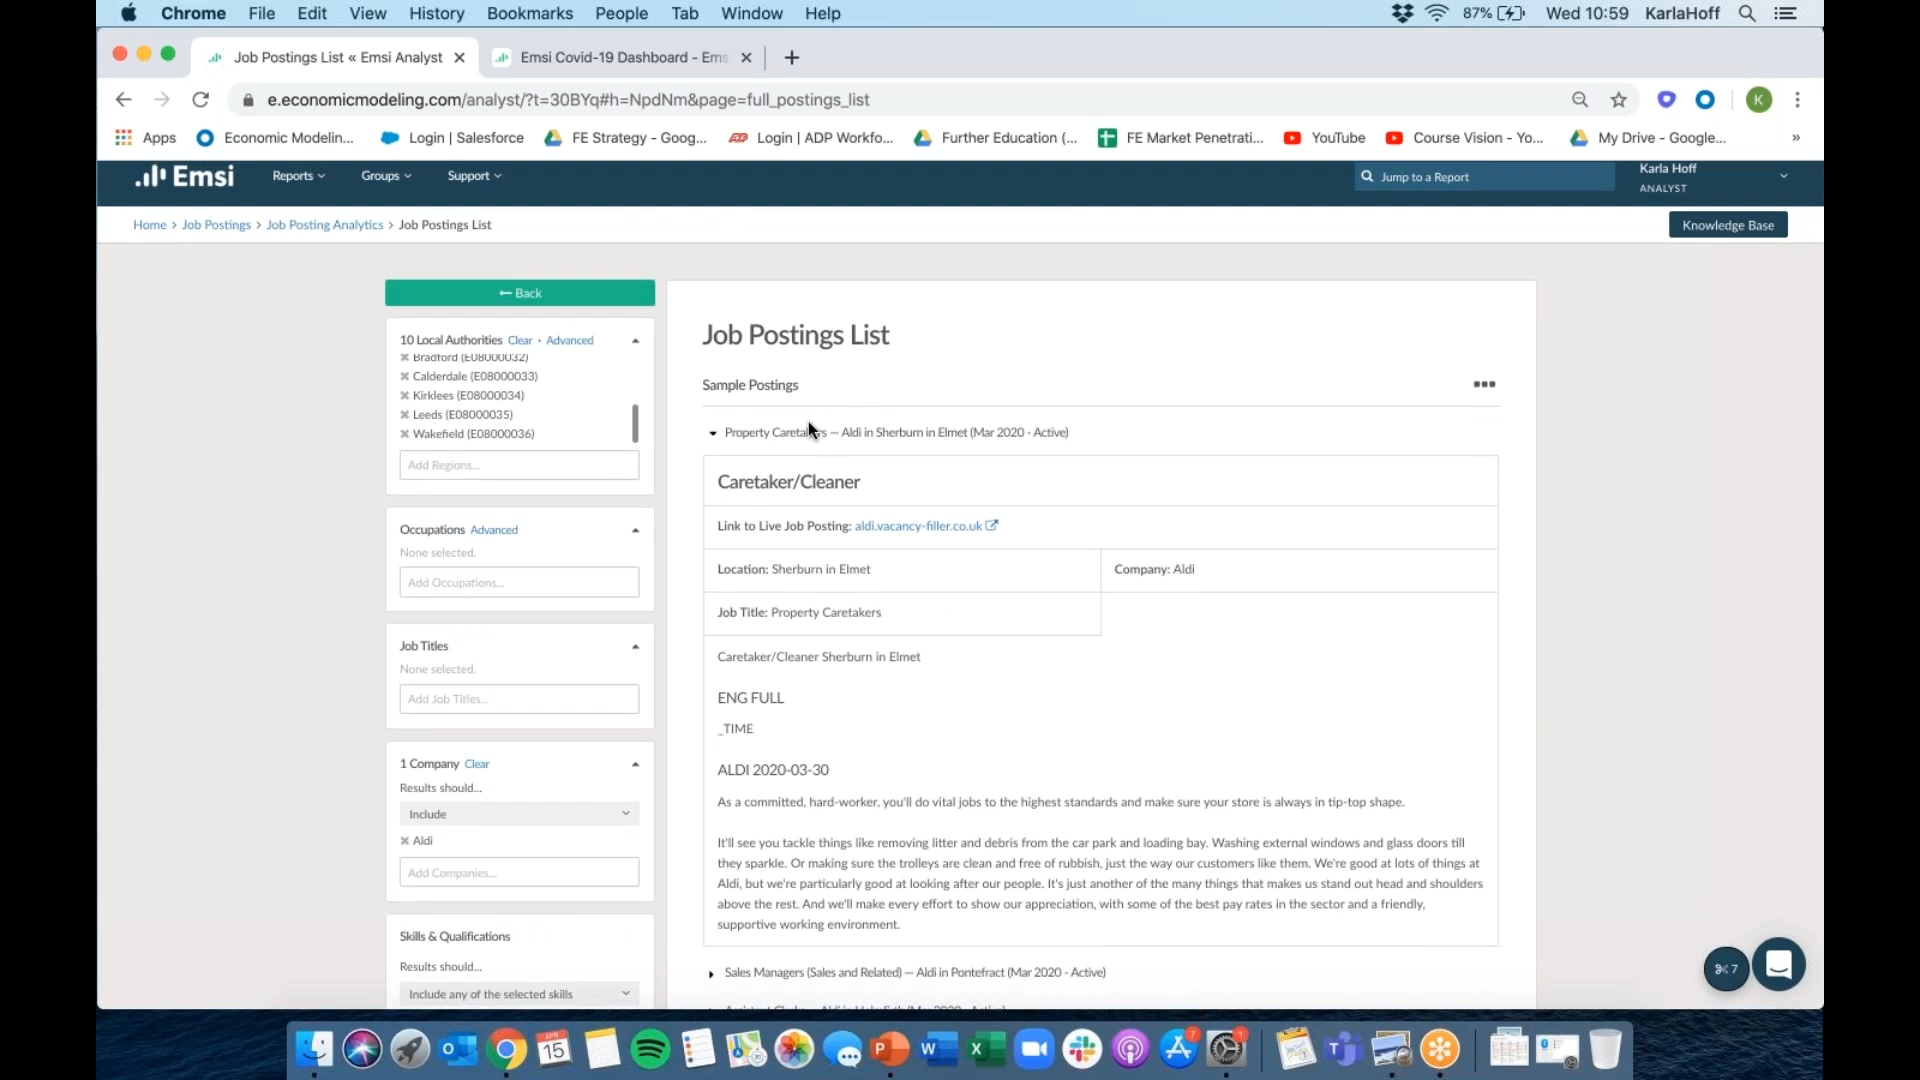 Chrome File Edit View History Bookmarks People Tab Window Help 87% Wed 10:59 KarlaHoff
Job Postings List « Emsi Analyst Emsi Covid-19 Dashboard - Ems
e.economicmodeling.com/analyst/?t=30BYq#h=NpdNm&page=full_postings_list K
Apps Economic Modelin... Login | Salesforce FE Strategy - Goog... Login | ADP Workfo... Further Education (... FE Market Penetrati... YouTube Course Vision - Yo... My Drive - Google... »
Emsi Reports Groups Support Jump to a Report Karla Hoff
ANALYST
Home > Job Postings > Job Posting Analytics > Job Postings List Knowledge Base
← Back
10 Local Authorities Clear • Advanced
Bradford (E08000032)
Calderdale (E08000033)
Kirklees (E08000034)
Leeds (E08000035)
Wakefield (E08000036)
Add Regions...
Occupations Advanced
None selected.
Add Occupations...
Job Titles
None selected.
Add Job Titles...
1 Company Clear
Results should...
Include
Aldi
Add Companies...
Skills & Qualifications
Results should...
Include any of the selected skills
Job Postings List
Sample Postings
Property Caretakers — Aldi in Sherburn in Elmet (Mar 2020 - Active)
Caretaker/Cleaner
Link to Live Job Posting: aldi.vacancy-filler.co.uk
Location: Sherburn in Elmet Company: Aldi
Job Title: Property Caretakers
Caretaker/Cleaner Sherburn in Elmet
ENG FULL
_TIME
ALDI 2020-03-30
As a committed, hard-worker, you'll do vital jobs to the highest standards and make sure your store is always in tip-top shape.
It'll see you tackle things like removing litter and debris from the car park and loading bay. Washing external windows and glass doors till
they sparkle. Or making sure the trolleys are clean and free of rubbish, just the way our customers like them. We're good at lots of things at
Aldi, but we're particularly good at looking after our people. It's just another of the many things that makes us stand out head and shoulders
above the rest. And we'll make every effort to show our appreciation, with some of the best pay rates in the sector and a friendly,
supportive working environment.
Sales Managers (Sales and Related) — Aldi in Pontefract (Mar 2020 - Active)
7
APR
15
7
1